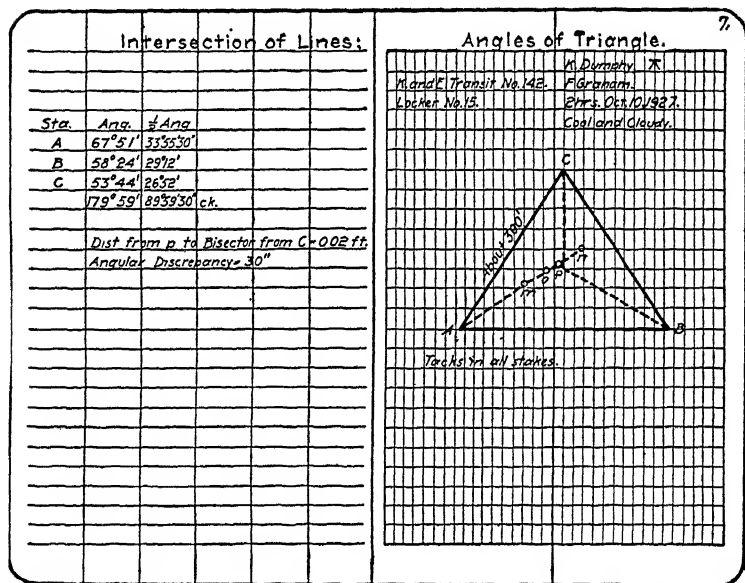 7.
Intersection of Lines;
Sta. Ang. ½ Ang
A 67°51' 33°55'30"
B 58°24' 29°12'
C 53°44' 26°52'
179°59' 89°59'30" ck.
Dist from p to Bisector from C = 0.02 ft.
Angular Discrepancy = 30"
Angles of Triangle.
K. Dumphy ⊼
K. and E. Transit No. 142. F. Graham.
Locker No. 15. 2hrs. Oct. 10, 1927.
Cool and Cloudy.
C
About 300'
A
B
Tacks in all stakes.